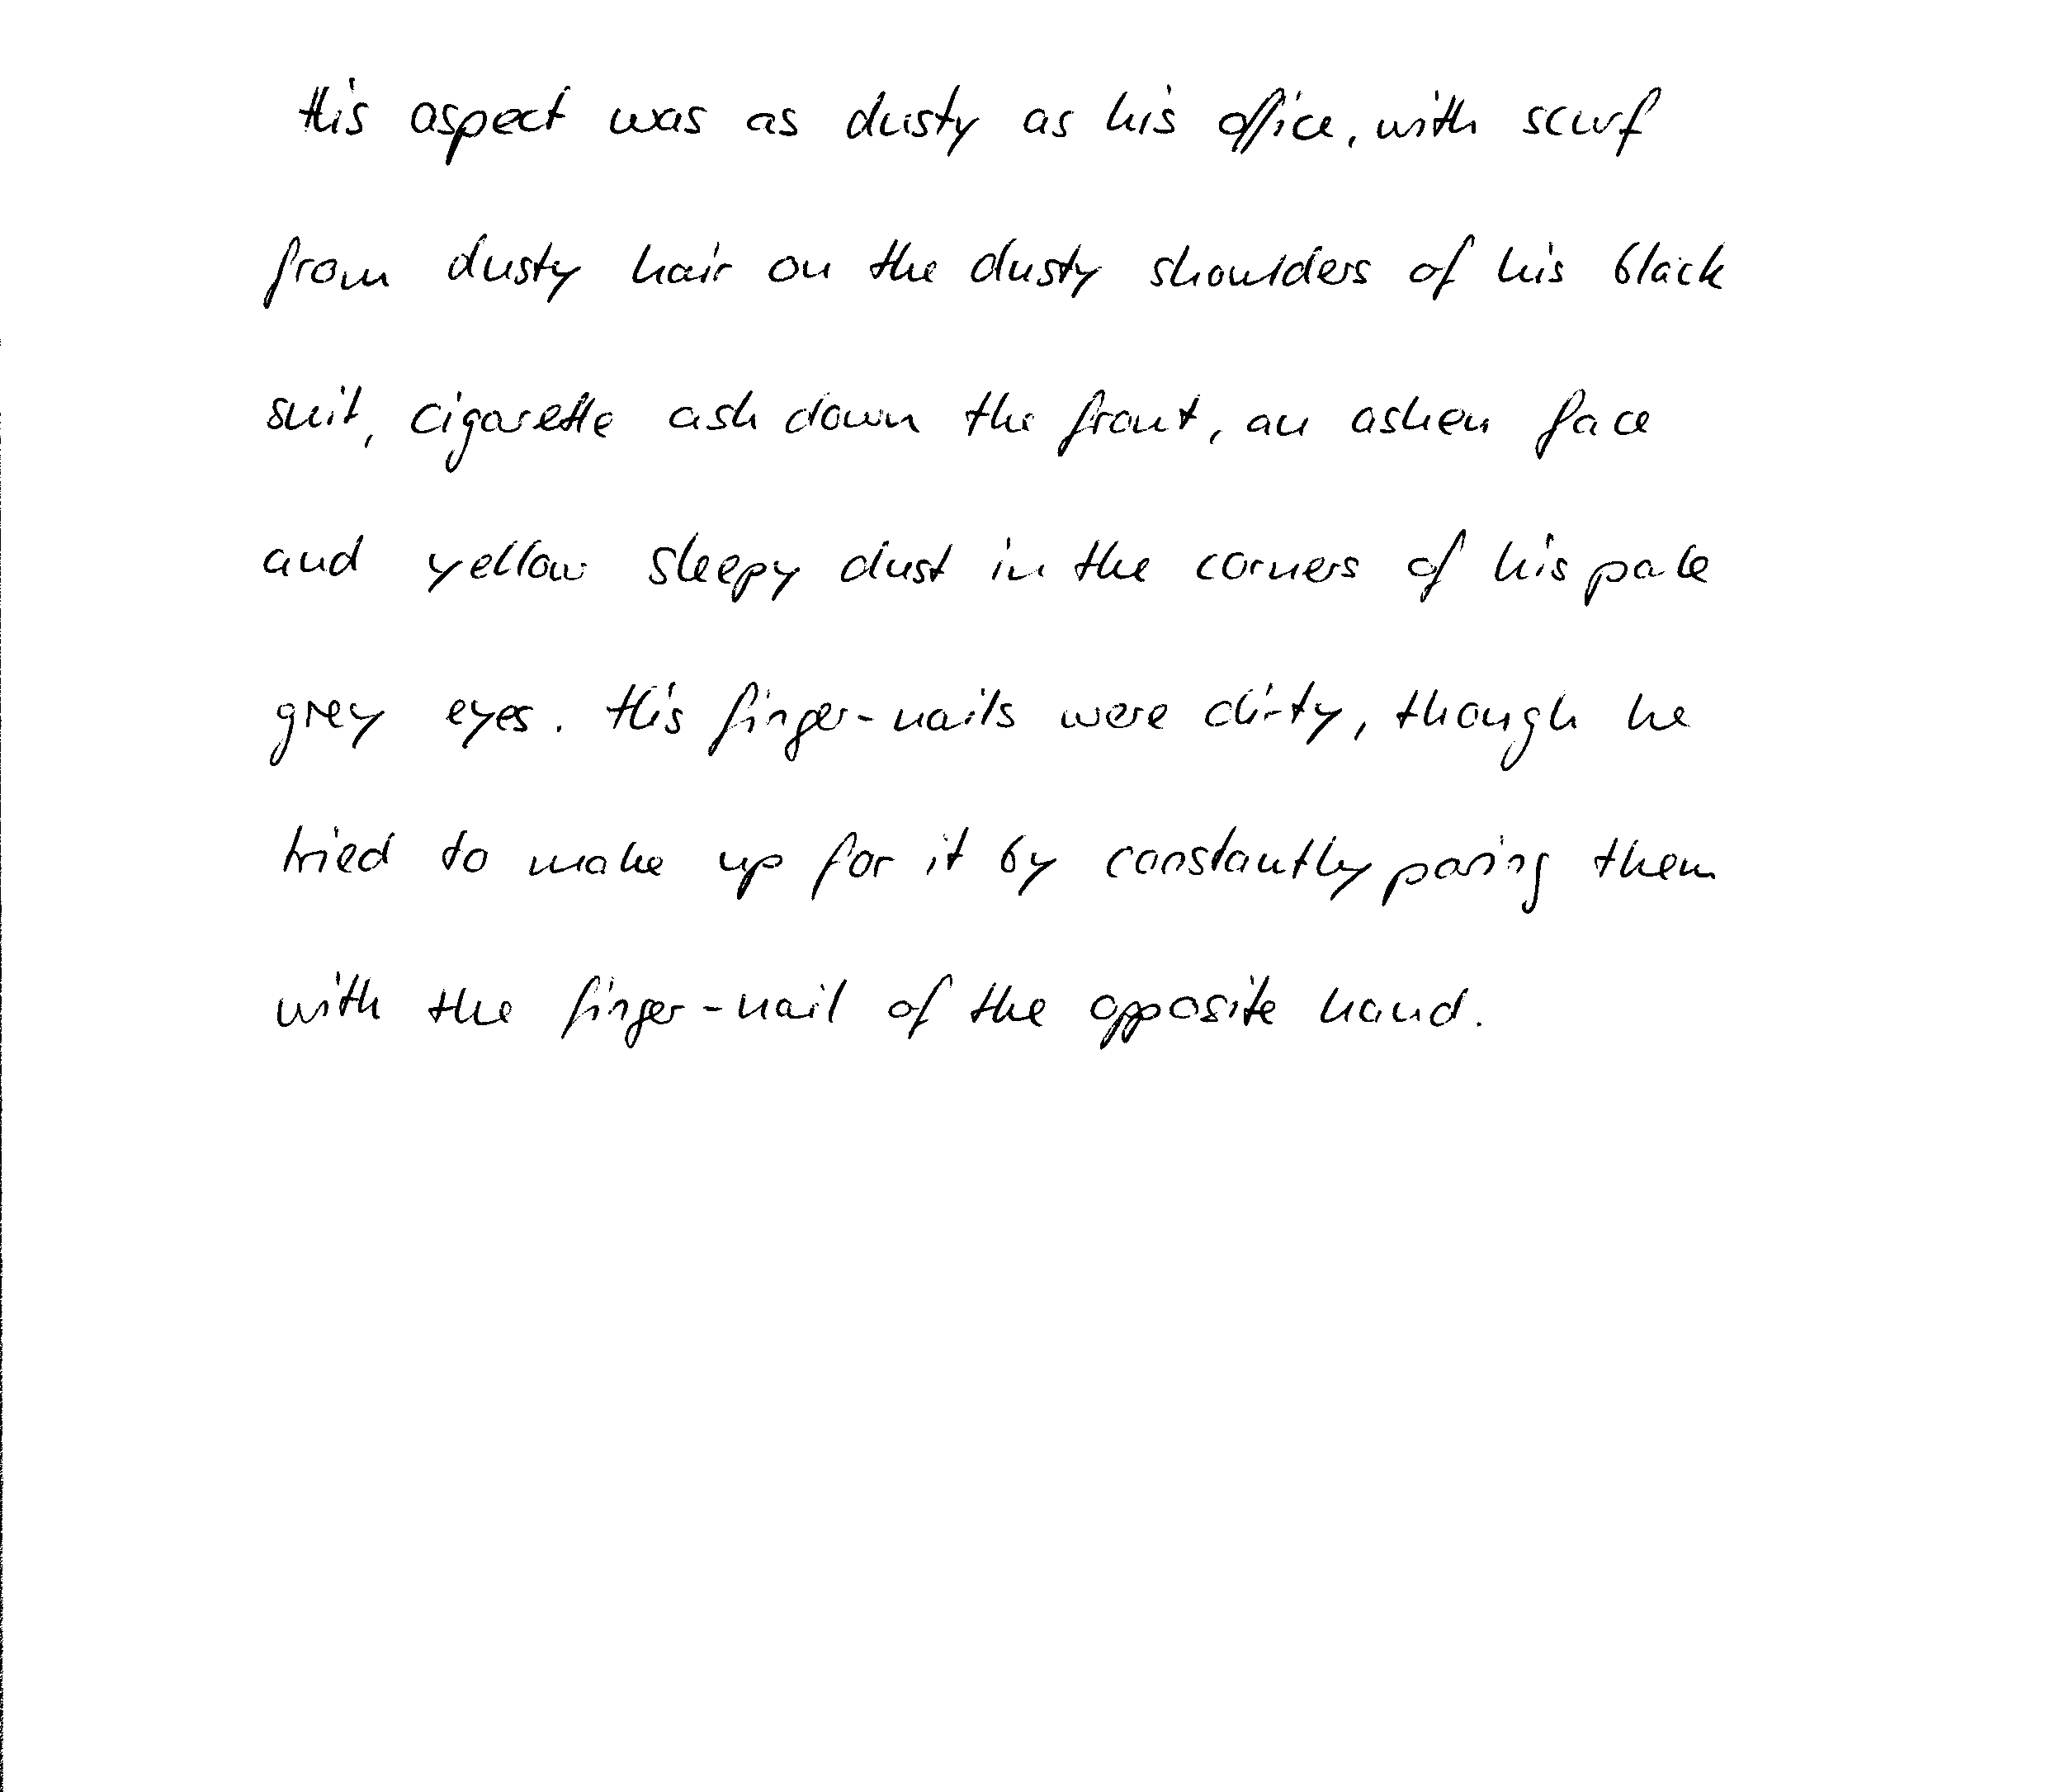 His aspect was as dusty as his office, with scurf
from dusty hair on the dusty shoulders of his black
suit, cigarette ash down the front, an ashen face
and yellow sleepy dust in the corners of his pale
grey eyes. His finger-nails were dirty, though he
tried to make up for it by constantly paring them
with the finger-nail of the opposite hand.